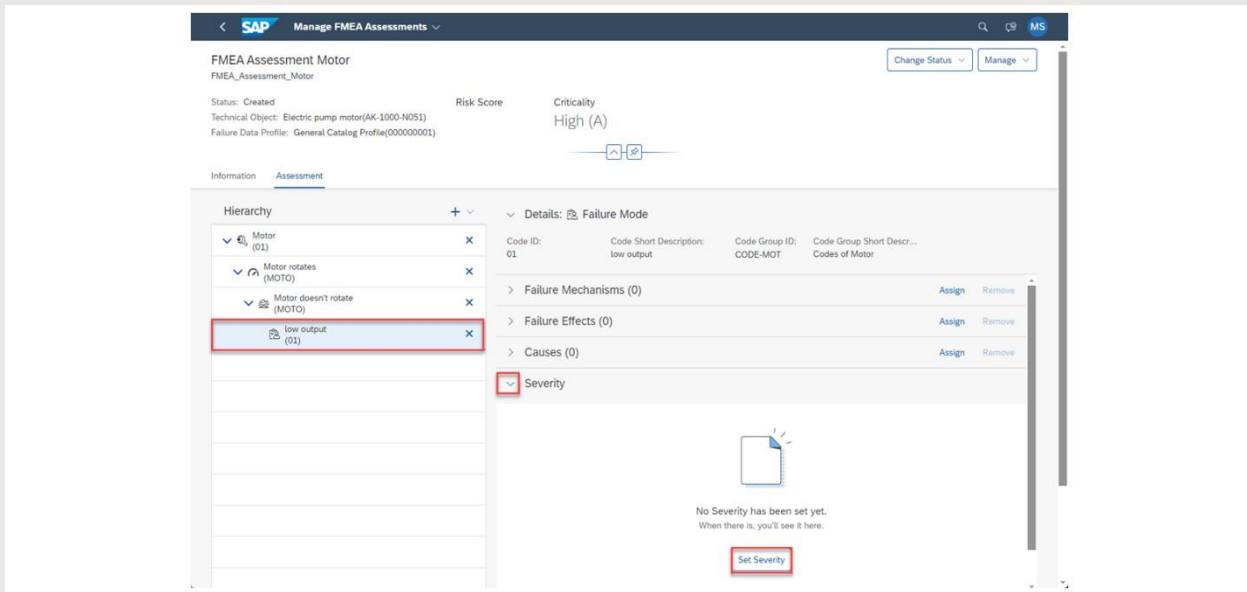 SAP Manage FMEA Assessments
MS
FMEA Assessment Motor
Change Status
Manage
FMEA_Assessment_Motor
Status: Created
Technical Object: Electric pump motor(AK-1000-N051)
Failure Data Profile: General Catalog Profile(000000001)
Risk Score
Criticality
High (A)
Information Assessment
Hierarchy
Motor
(01)
Motor rotates
(MOTO)
Motor doesn't rotate
(MOTO)
low output
(01)
Details: Failure Mode
Code ID: Code Short Description: Code Group ID: Code Group Short Descr...
01 low output CODE-MOT Codes of Motor
Failure Mechanisms (0) Assign Remove
Failure Effects (0) Assign Remove
Causes (0) Assign Remove
Severity
No Severity has been set yet.
When there is, you'll see it here.
Set Severity